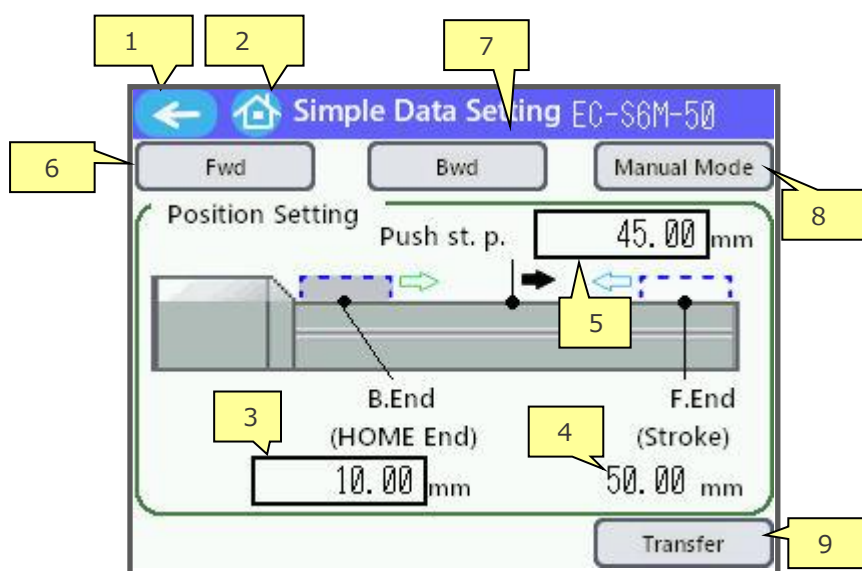 1
2
7
Simple Data Setting EC-S6M-50
6
Fwd
Bwd
Manual Mode
8
Position Setting
Push st. p.
45.00 mm
5
B.End
F.End
3
(HOME End)
4
(Stroke)
10.00 mm
50.00 mm
Transfer
9